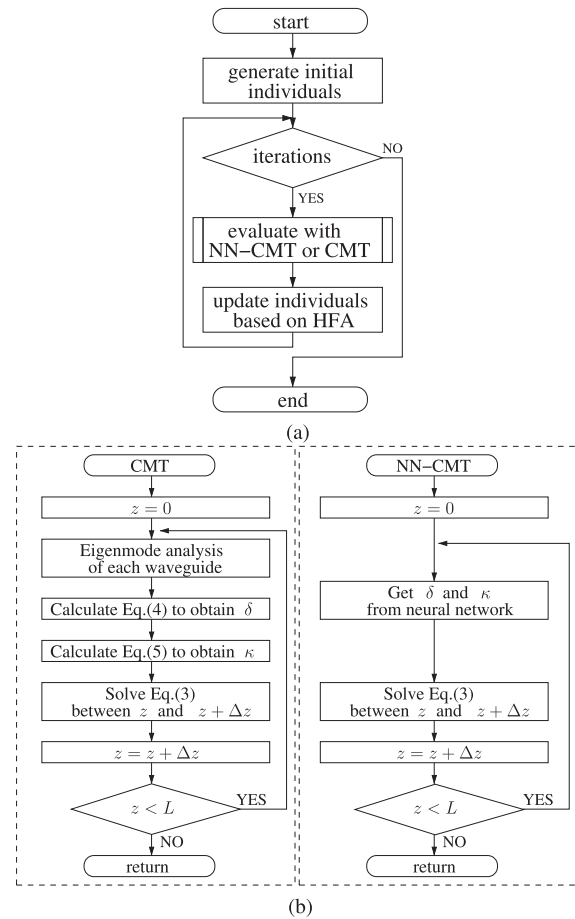 start
generate initial
individuals
iterations
NO
YES
evaluate with
NN−CMT or CMT
update individuals
based on HFA
end
(a)
CMT
z = 0
Eigenmode analysis
of each waveguide
Calculate Eq.(4) to obtain δ
Calculate Eq.(5) to obtain κ
Solve Eq.(3)
between z and z + Δz
z = z + Δz
z < L
YES
NO
return
NN−CMT
z = 0
Get δ and κ
from neural network
Solve Eq.(3)
between z and z + Δz
z = z + Δz
z < L
YES
NO
return
(b)